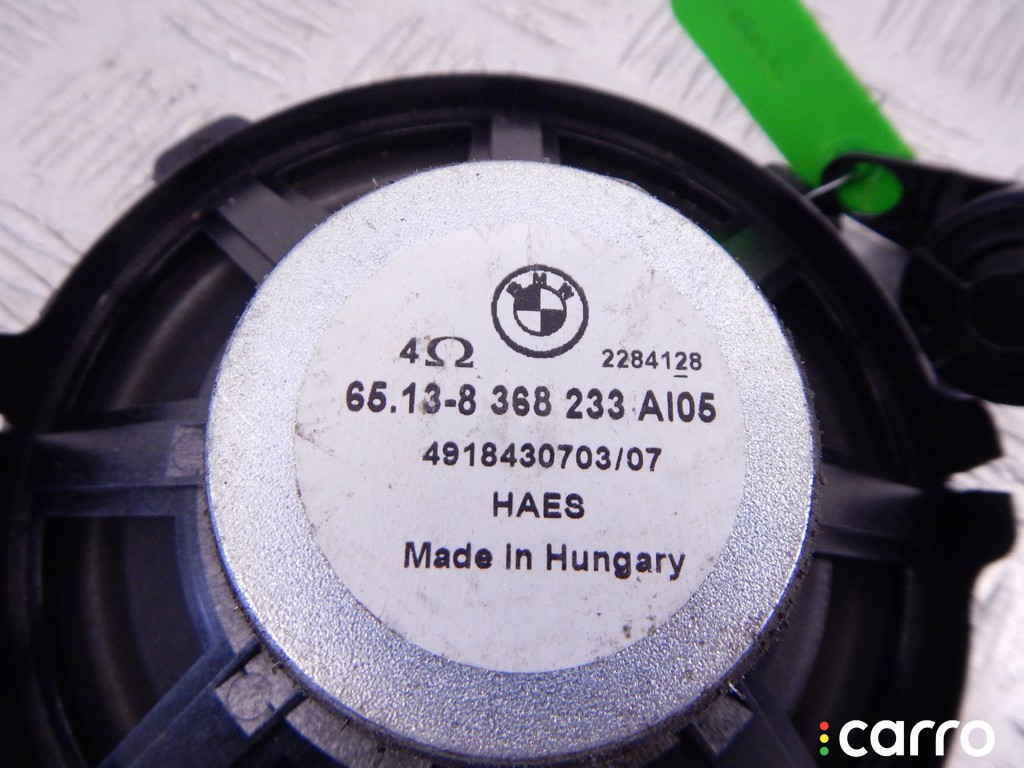 BMW
4Ω 2284128
65.13-8 368 233 AI05
4918430703/07
HAES
Made in Hungary
carro